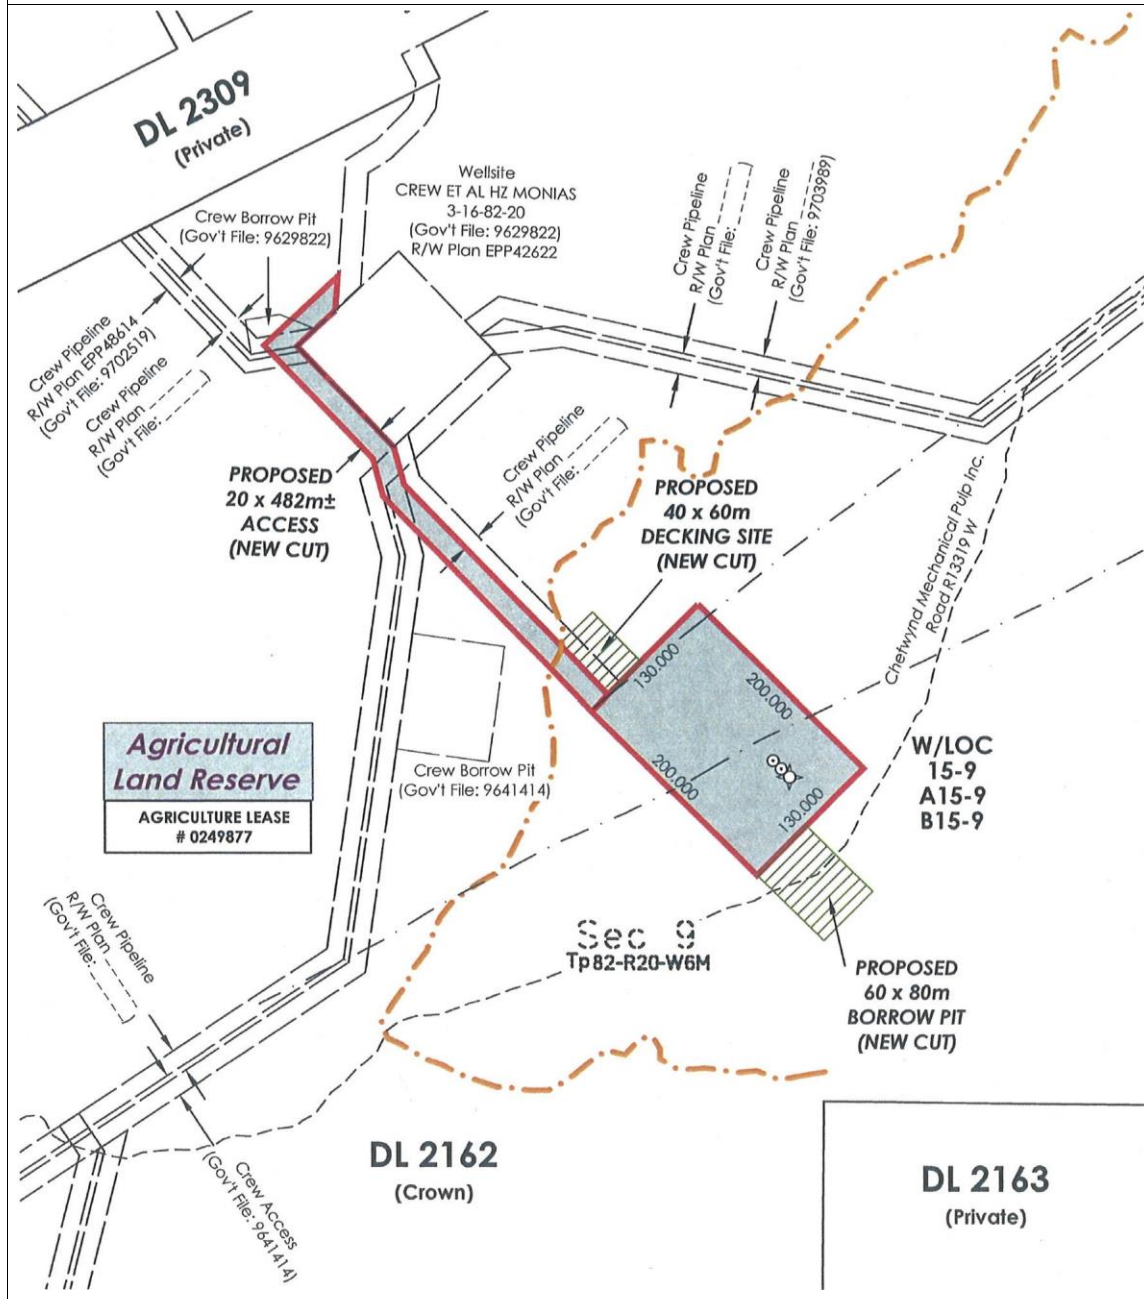 DL 2309
(Private)
Wellsite
CREW ET AL HZ MONIAS
3-16-82-20
(Gov't File: 9629822)
R/W Plan EPP42622
Crew Borrow Pit
(Gov't File: 9629822)
Crew Pipeline
R/W Plan
(Gov't File: )
Crew Pipeline
R/W Plan
(Gov't File: 9703989)
Crew Pipeline
R/W Plan EPP48614
(Gov't File: 9702519)
Crew Pipeline
R/W Plan
(Gov't File: )
Crew Pipeline
R/W Plan
(Gov't File: )
PROPOSED
20 x 482m±
ACCESS
(NEW CUT)
PROPOSED
40 x 60m
DECKING SITE
(NEW CUT)
Chetwynd Mechanical Pulp Inc.
Road R13319 W
130.000
200.000
200.000
130.000
W/LOC
15-9
A15-9
B15-9
Agricultural
Land Reserve
AGRICULTURE LEASE
# 0249877
Crew Borrow Pit
(Gov't File: 9641414)
Crew Pipeline
R/W Plan
(Gov't File: )
Sec 9
Tp82-R20-W6M
PROPOSED
60 x 80m
BORROW PIT
(NEW CUT)
Crew Access
(Gov't File: 9641414)
DL 2162
(Crown)
DL 2163
(Private)